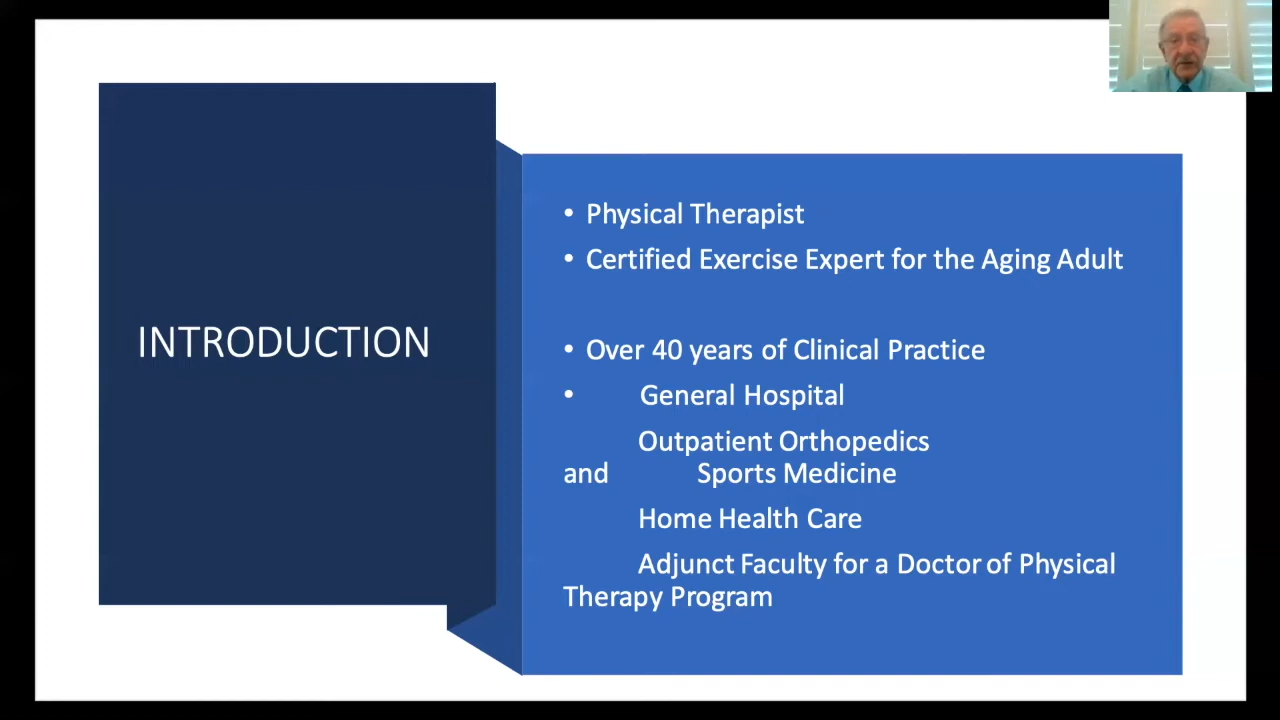 INTRODUCTION
• Physical Therapist
• Certified Exercise Expert for the Aging Adult
• Over 40 years of Clinical Practice
• General Hospital
Outpatient Orthopedics
and Sports Medicine
Home Health Care
Adjunct Faculty for a Doctor of Physical
Therapy Program